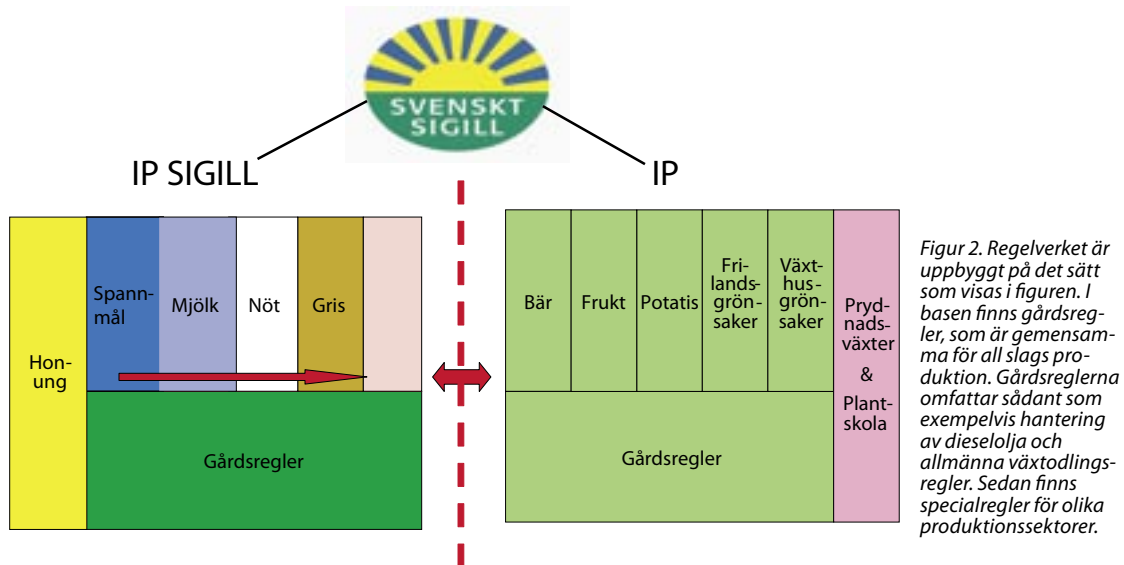 SVENSKT
SIGILL
IP SIGILL
IP
Hon-
ung
Spann-
mål
Mjölk
Nöt
Gris
Gårdsregler
Bär
Frukt
Potatis
Fri-
lands-
grön-
saker
Växt-
hus-
grön-
saker
Gårdsregler
Pryd-
nads-
växter
&
Plant-
skola
Figur 2. Regelverket är
uppbyggt på det sätt
som visas i figuren. I
basen finns gårdsreg-
ler, som är gemensam-
ma för all slags pro-
duktion. Gårdsreglerna
omfattar sådant som
exempelvis hantering
av dieselolja och
allmänna växtodlings-
regler. Sedan finns
specialregler för olika
produktionssektorer.